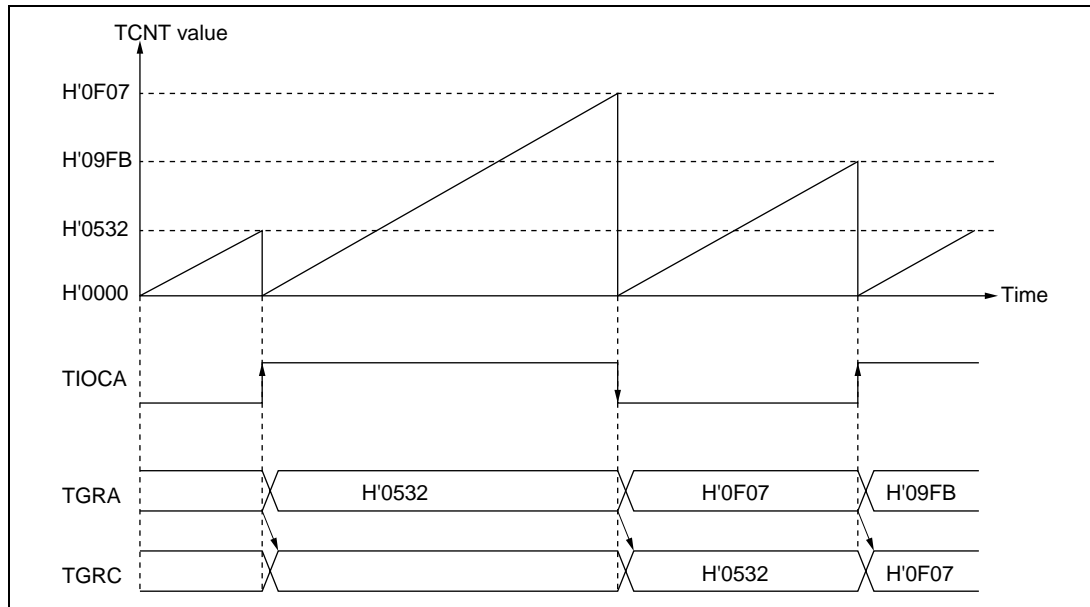 TCNT value
H'0F07
H'09FB
H'0532
H'0000
Time
TIOCA
TGRA
H'0532
H'0F07
H'09FB
TGRC
H'0532
H'0F07